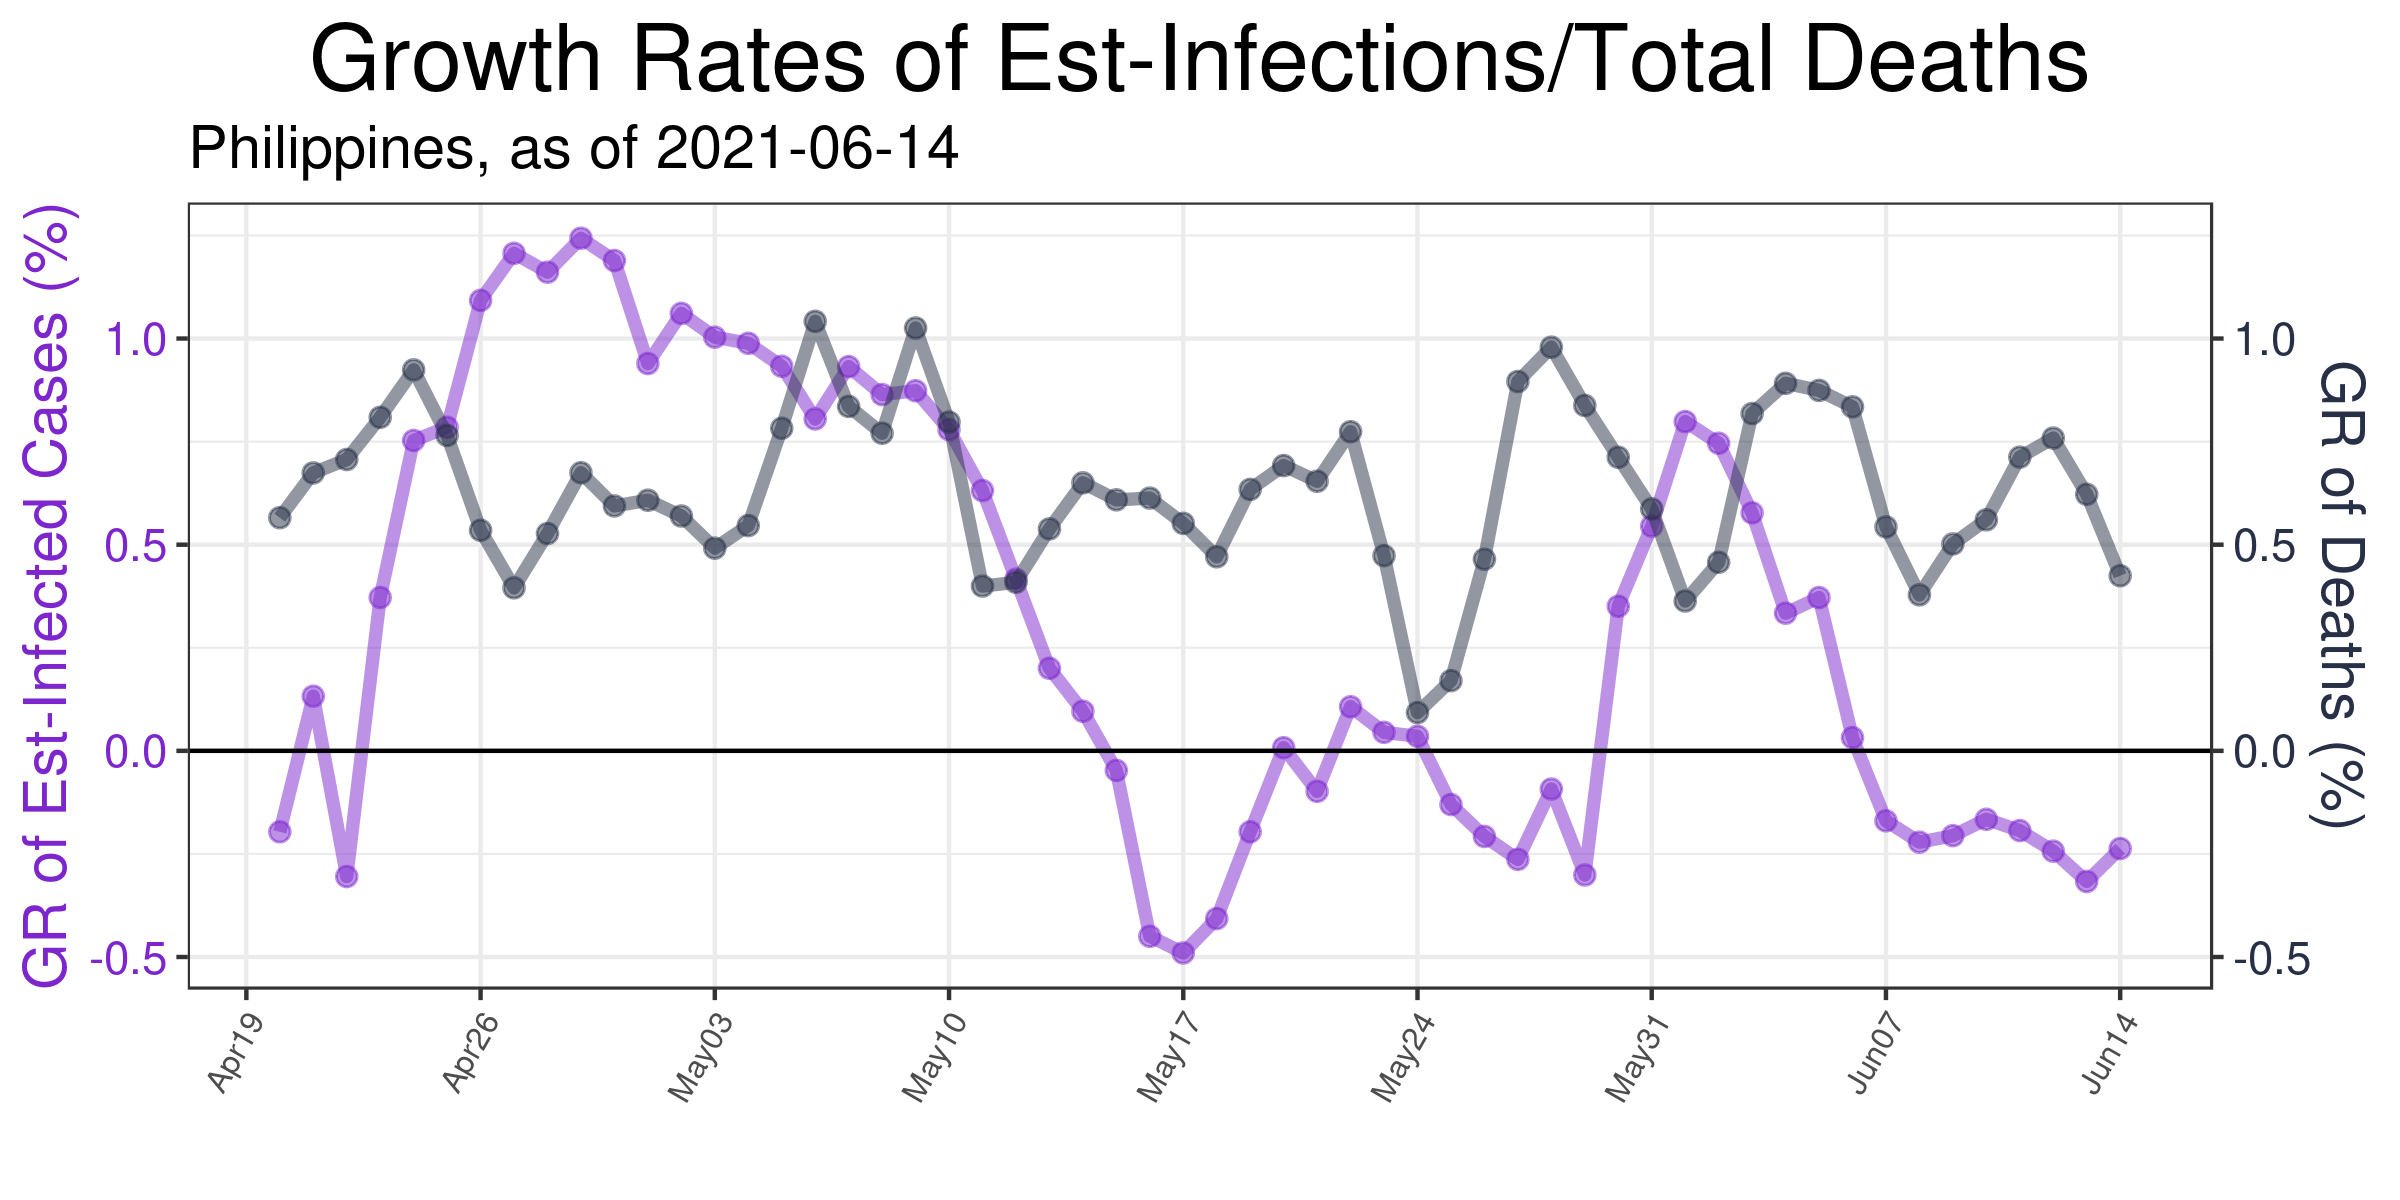 Growth Rates of Est-Infections/Total Deaths
Philippines, as of 2021-06-14
GR of Est-Infected Cases (%)
1.0
0.5
0.0
-0.5
1.0
0.5
0.0
-0.5
GR of Deaths (%)
Apr19
Apr26
May03
May10
May17
May24
May31
Jun07
Jun14